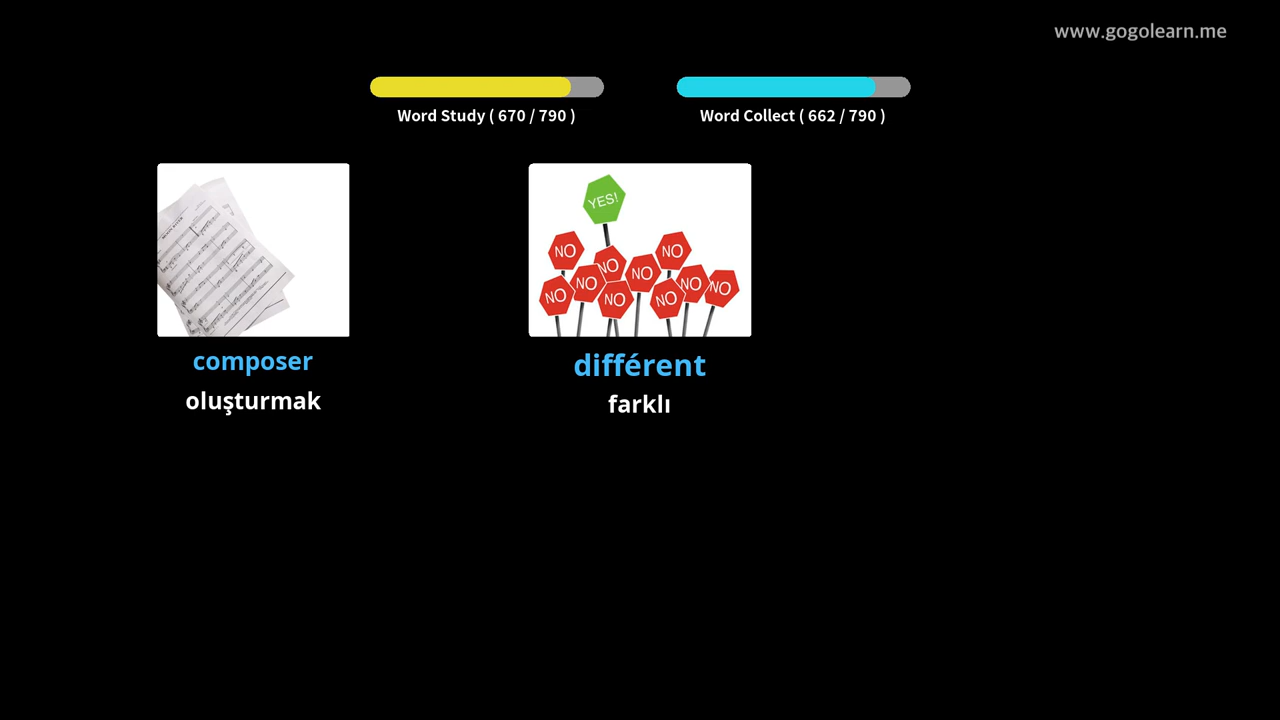 www.gogolearn.me
Word Study ( 670 / 790 )
Word Collect ( 662 / 790 )
YES!
NO
NO
NO
NO
NO
NO
NO
NO
NO
NO
composer
différent
oluşturmak
farklı